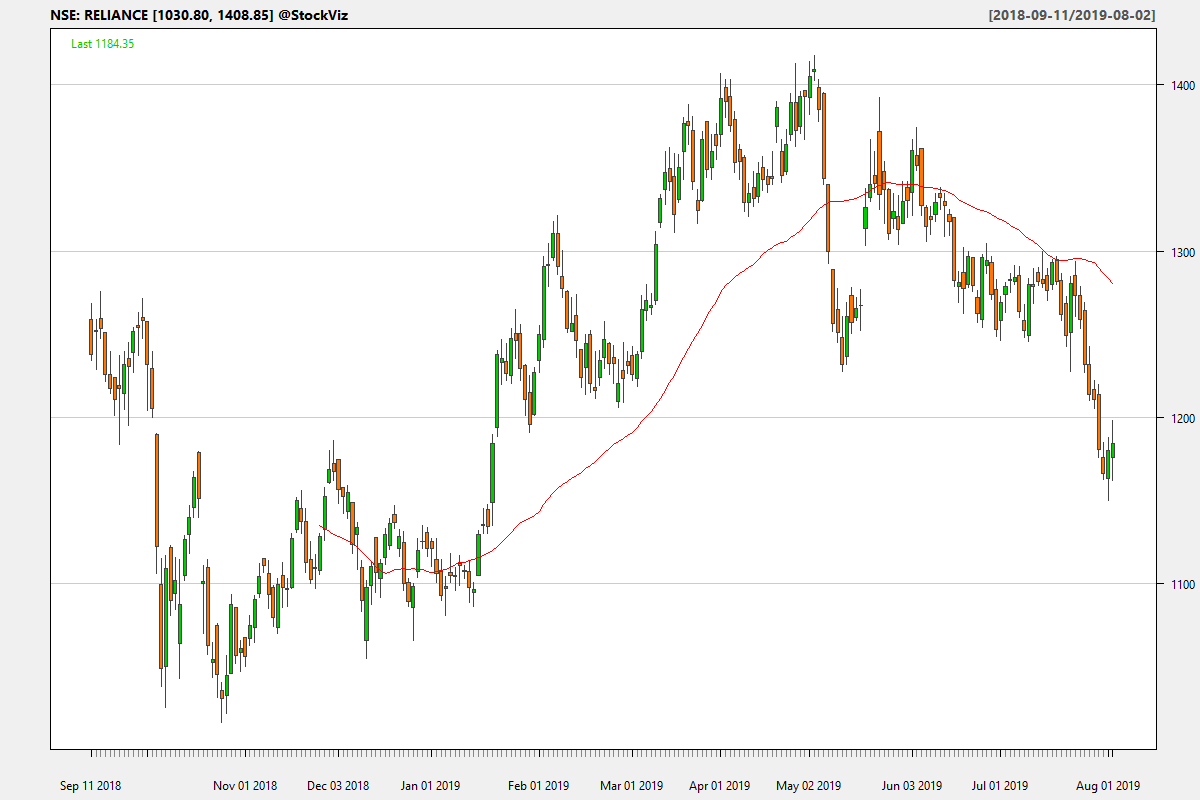 NSE: RELIANCE [1030.80, 1408.85] @StockViz
[2018-09-11/2019-08-02]
Last 1184.35
1400
1300
1200
1100
Sep 11 2018 Nov 01 2018 Dec 03 2018 Jan 01 2019 Feb 01 2019 Mar 01 2019 Apr 01 2019 May 02 2019 Jun 03 2019 Jul 01 2019 Aug 01 2019